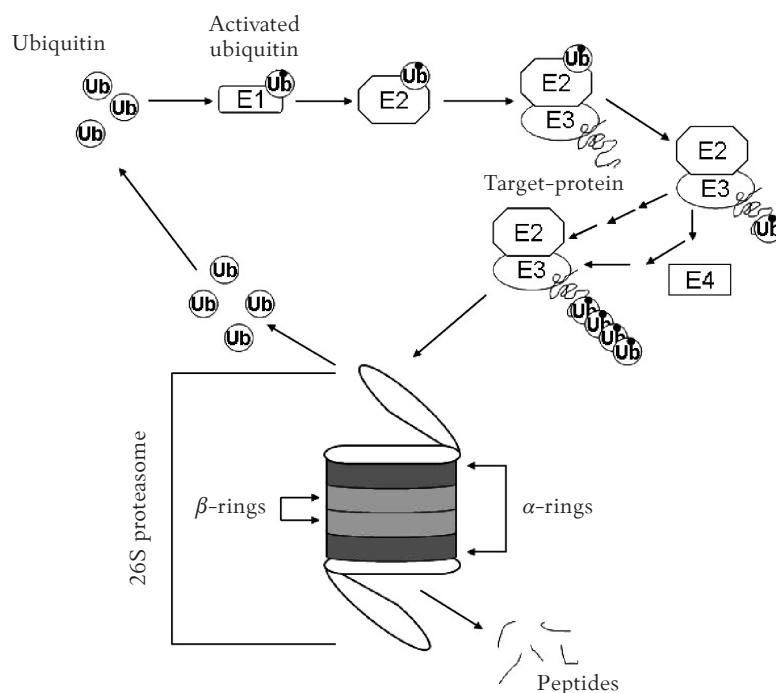 Ubiquitin
Activated
ubiquitin
Ub
Ub
Ub
E1
Ub
E2
Ub
E2
Ub
E3
Target-protein
E2
E3
Ub
E4
E2
E3
Ub
Ub
Ub
Ub
Ub
Ub
Ub
Ub
26S proteasome
β-rings
α-rings
Peptides